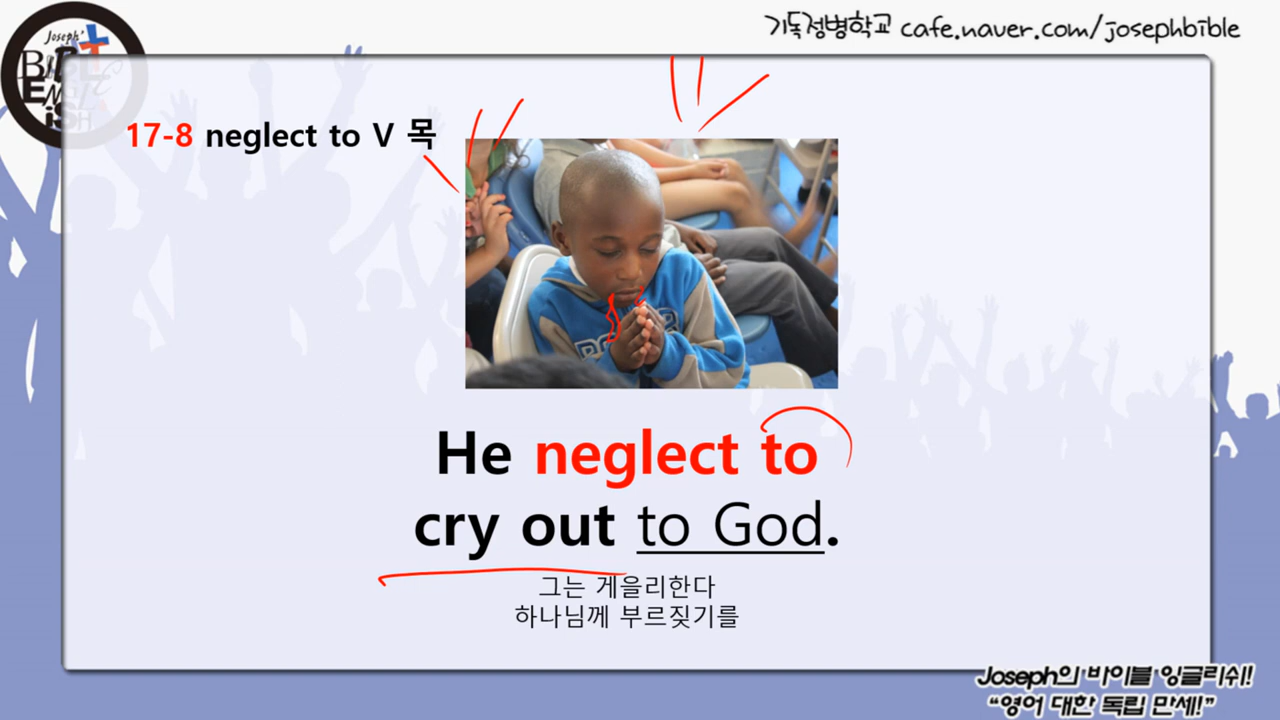 기독정병학교 cafe.naver.com/josephbible
Joseph'
BIBLE
ENGLISH
17-8 neglect to V 목
He neglect to
cry out to God.
그는 게을리한다
하나님께 부르짖기를
Joseph의 바이블 잉글리쉬!
“영어 대한 독립 만세!”